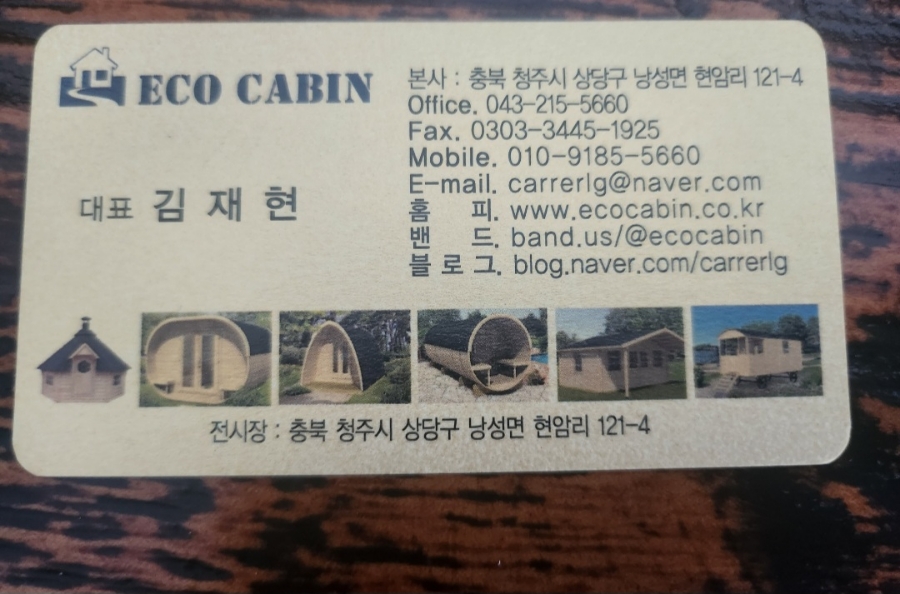 ECO CABIN
대표 김재현
본사 : 충북 청주시 상당구 낭성면 현암리 121-4
Office. 043-215-5660
Fax. 0303-3445-1925
Mobile. 010-9185-5660
E-mail. carrerlg@naver.com
홈 피. www.ecocabin.co.kr
밴 드. band.us/@ecocabin
블로그. blog.naver.com/carrerlg
전시장 : 충북 청주시 상당구 낭성면 현암리 121-4